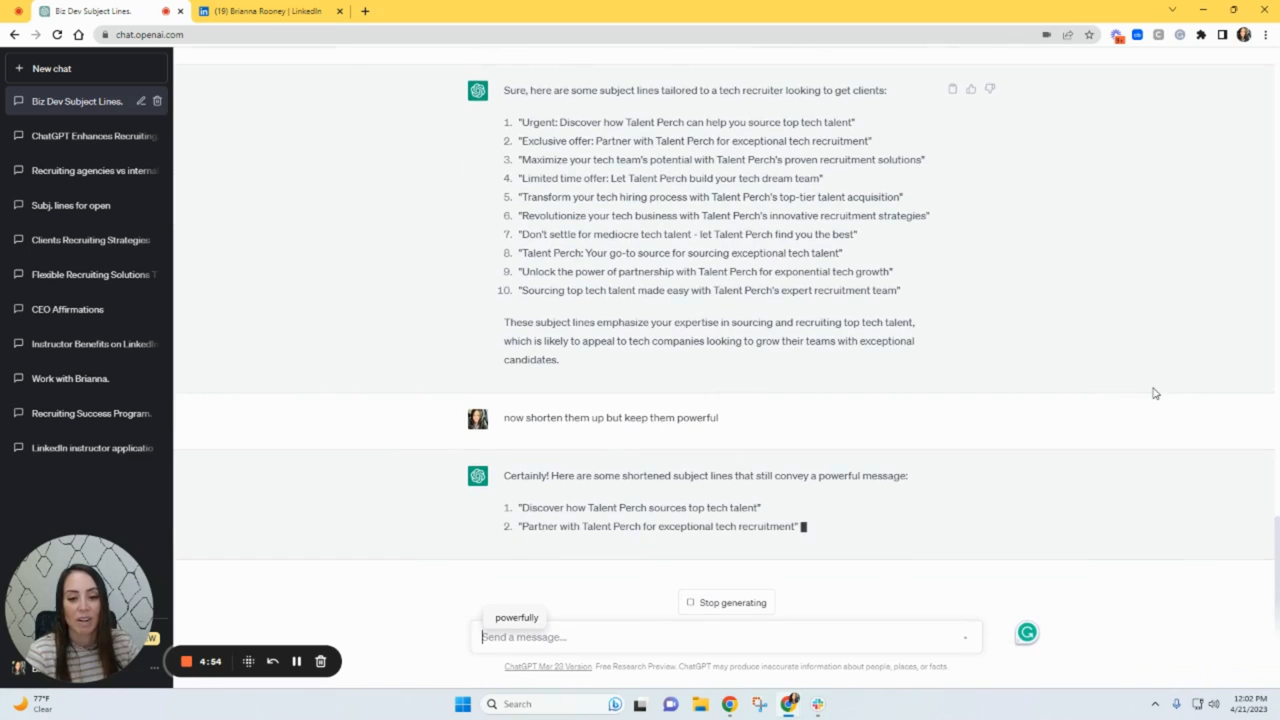 Biz Dev Subject Lines.
(19) Brianna Rooney | LinkedIn
chat.openai.com
New chat
Biz Dev Subject Lines.
ChatGPT Enhances Recruiting
Recruiting agencies vs interna
Subj. lines for open
Clients Recruiting Strategies
Flexible Recruiting Solutions T
CEO Affirmations
Instructor Benefits on LinkedIn
Work with Brianna.
Recruiting Success Program.
LinkedIn instructor applicatio
Sure, here are some subject lines tailored to a tech recruiter looking to get clients:
1. "Urgent: Discover how Talent Perch can help you source top tech talent"
2. "Exclusive offer: Partner with Talent Perch for exceptional tech recruitment"
3. "Maximize your tech team's potential with Talent Perch's proven recruitment solutions"
4. "Limited time offer: Let Talent Perch build your tech dream team"
5. "Transform your tech hiring process with Talent Perch's top-tier talent acquisition"
6. "Revolutionize your tech business with Talent Perch's innovative recruitment strategies"
7. "Don't settle for mediocre tech talent - let Talent Perch find you the best"
8. "Talent Perch: Your go-to source for sourcing exceptional tech talent"
9. "Unlock the power of partnership with Talent Perch for exponential tech growth"
10. "Sourcing top tech talent made easy with Talent Perch's expert recruitment team"
These subject lines emphasize your expertise in sourcing and recruiting top tech talent,
which is likely to appeal to tech companies looking to grow their teams with exceptional
candidates.
now shorten them up but keep them powerful
Certainly! Here are some shortened subject lines that still convey a powerful message:
1. "Discover how Talent Perch sources top tech talent"
2. "Partner with Talent Perch for exceptional tech recruitment"
Stop generating
powerfully
Send a message...
ChatGPT Mar 23 Version. Free Research Preview. ChatGPT may produce inaccurate information about people, places, or facts.
4:54
77°F
Clear
Search
12:02 PM
4/21/2023